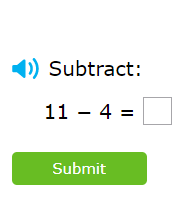 Subtract:
11 − 4 =
Submit